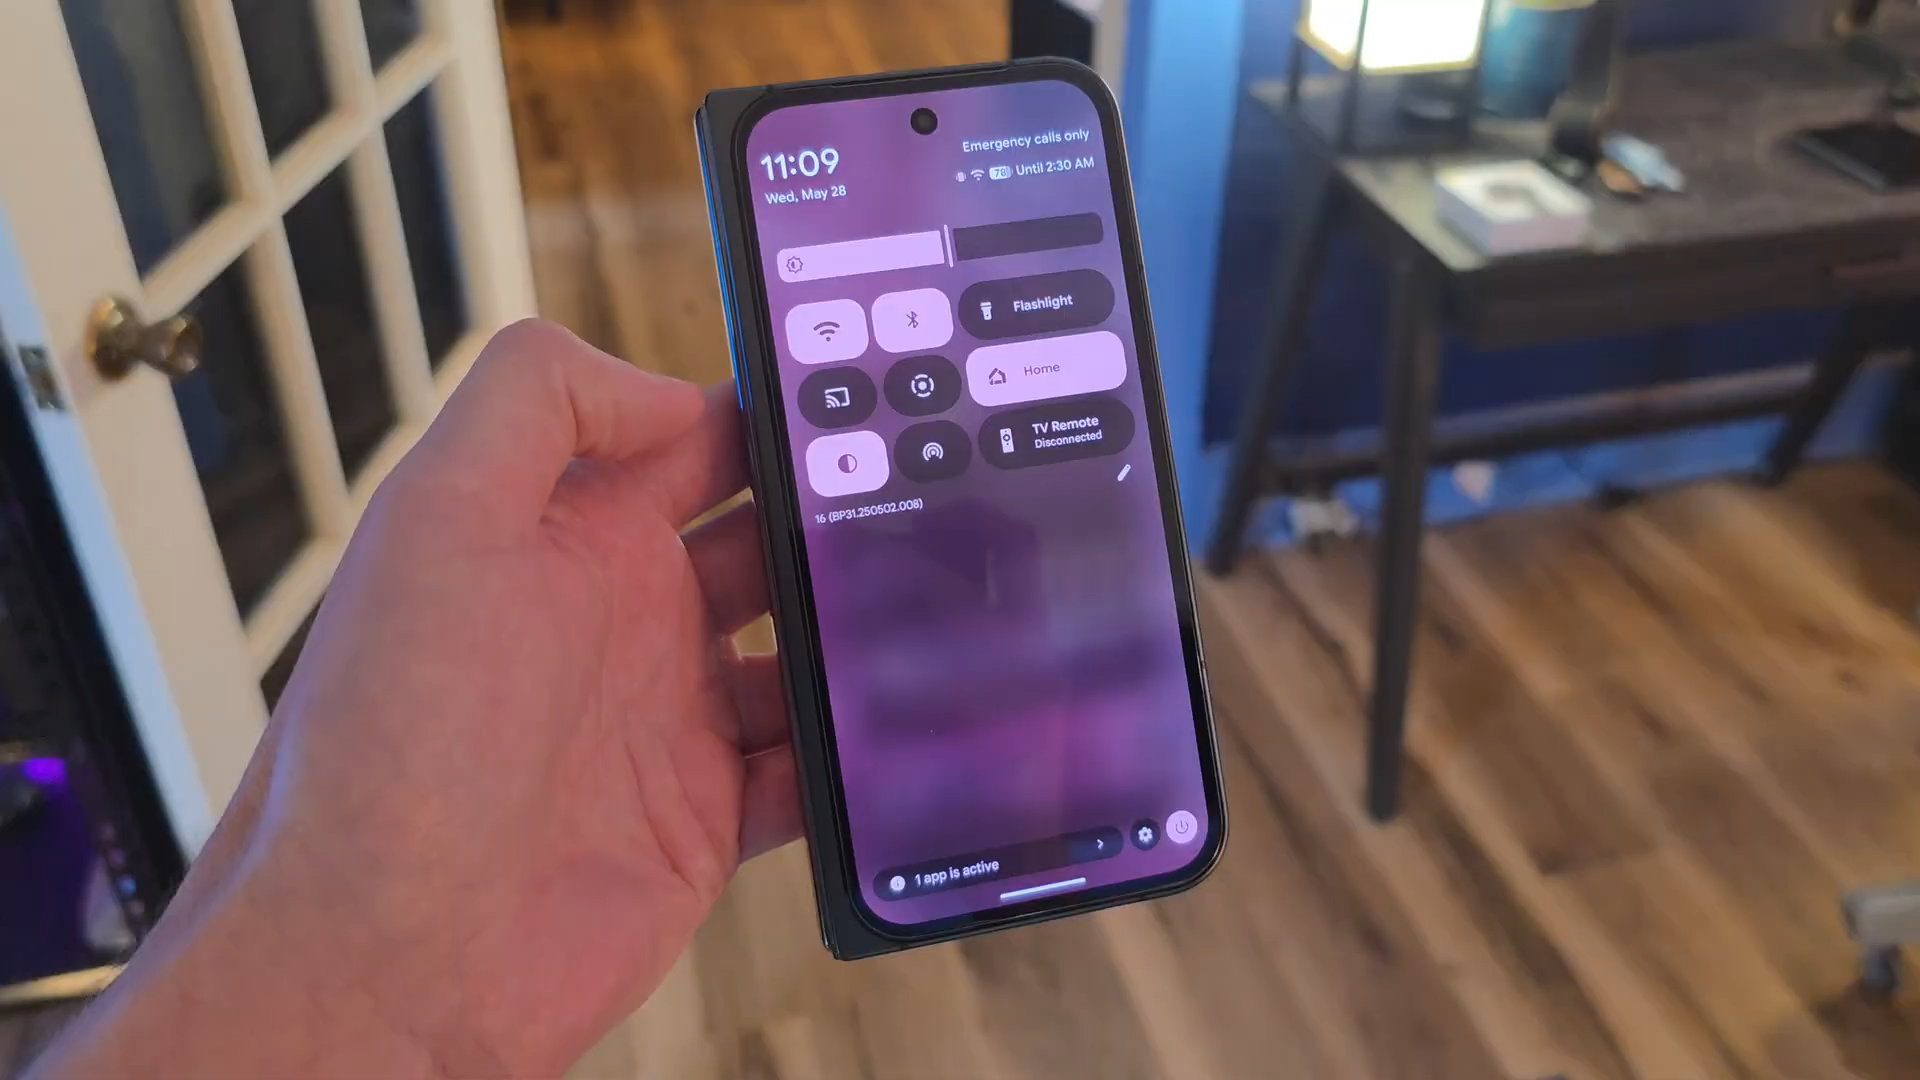 11:09
Emergency calls only
Wed, May 28
78 Until 2:30 AM
Flashlight
Home
TV Remote
Disconnected
16 (BP31.250502.008)
1 app is active